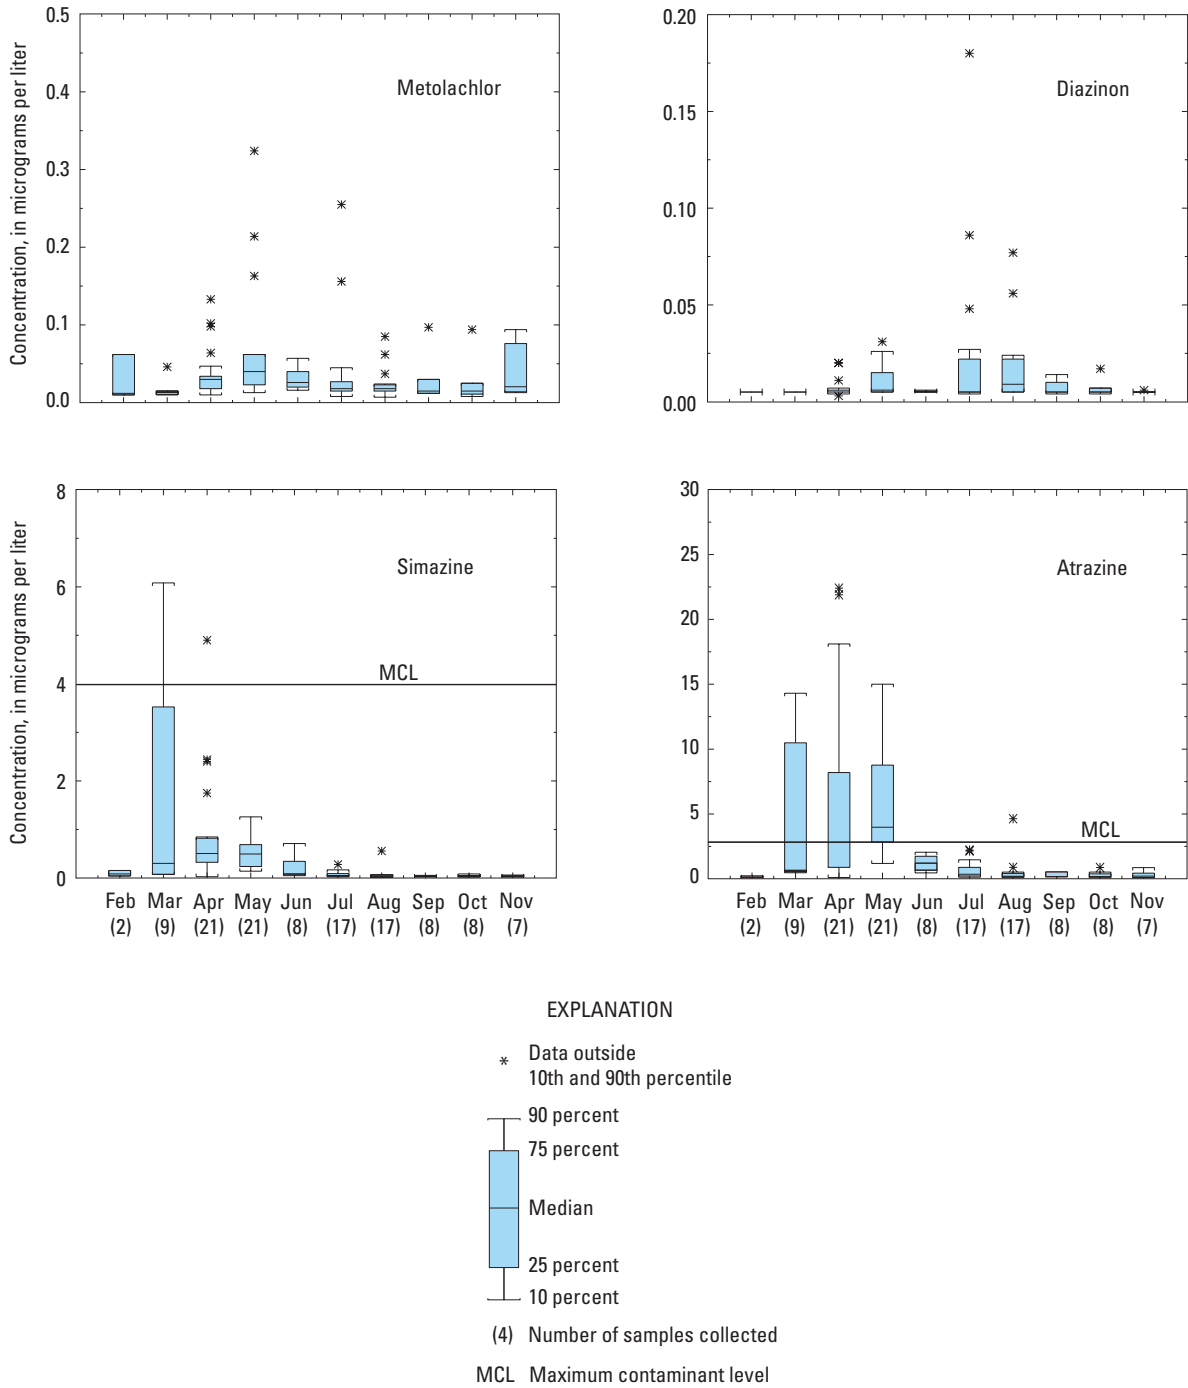 Concentration, in micrograms per liter
0.5
0.4
0.3
0.2
0.1
0.0
Metolachlor
0.20
0.15
0.10
0.05
0.00
Diazinon
Concentration, in micrograms per liter
8
6
4
2
0
Simazine
MCL
Feb Mar Apr May Jun Jul Aug Sep Oct Nov
(2) (9) (21) (21) (8) (17) (17) (8) (8) (7)
30
25
20
15
10
5
0
Atrazine
MCL
Feb Mar Apr May Jun Jul Aug Sep Oct Nov
(2) (9) (21) (21) (8) (17) (17) (8) (8) (7)
EXPLANATION
* Data outside
10th and 90th percentile
90 percent
75 percent
Median
25 percent
10 percent
(4) Number of samples collected
MCL Maximum contaminant level